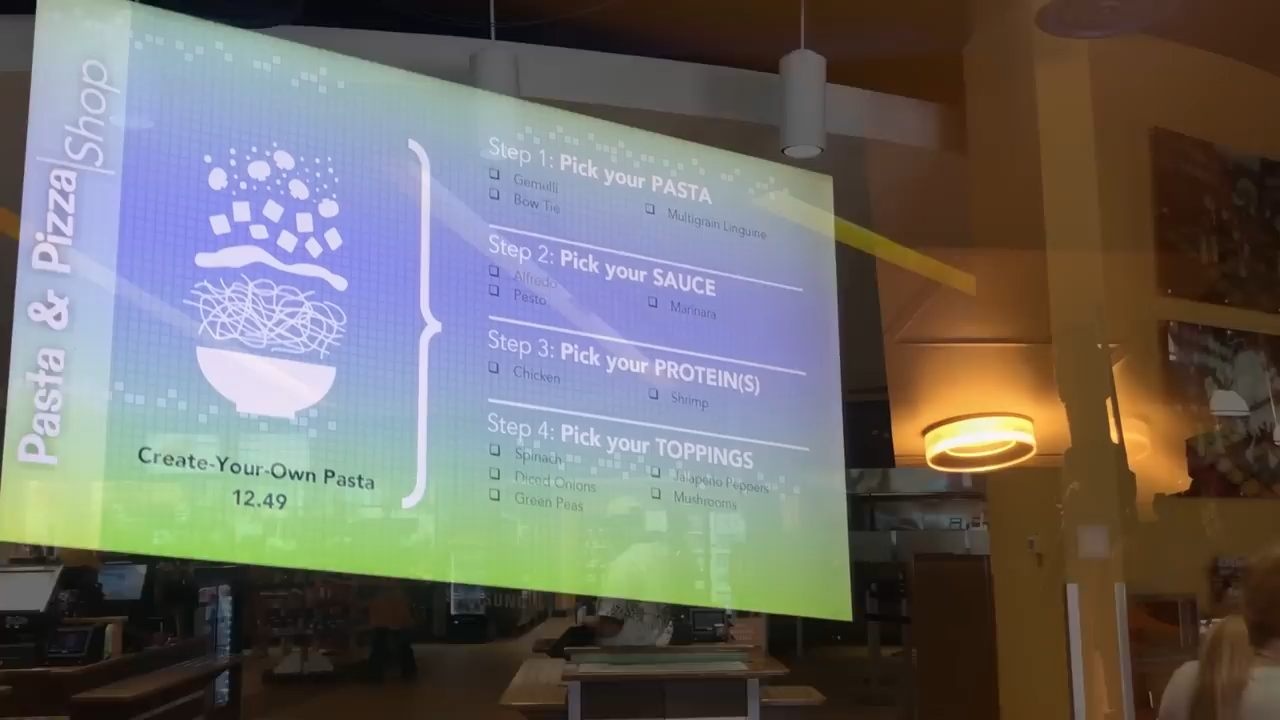 Pasta & Pizza|Shop
Create-Your-Own Pasta
12.49
Step 1: Pick your PASTA
Gemelli
Bow Tie
Multigrain Linguine
Step 2: Pick your SAUCE
Alfredo
Pesto
Marinara
Step 3: Pick your PROTEIN(S)
Chicken
Shrimp
Step 4: Pick your TOPPINGS
Spinach
Diced Onions
Green Peas
Jalapeño Peppers
Mushrooms